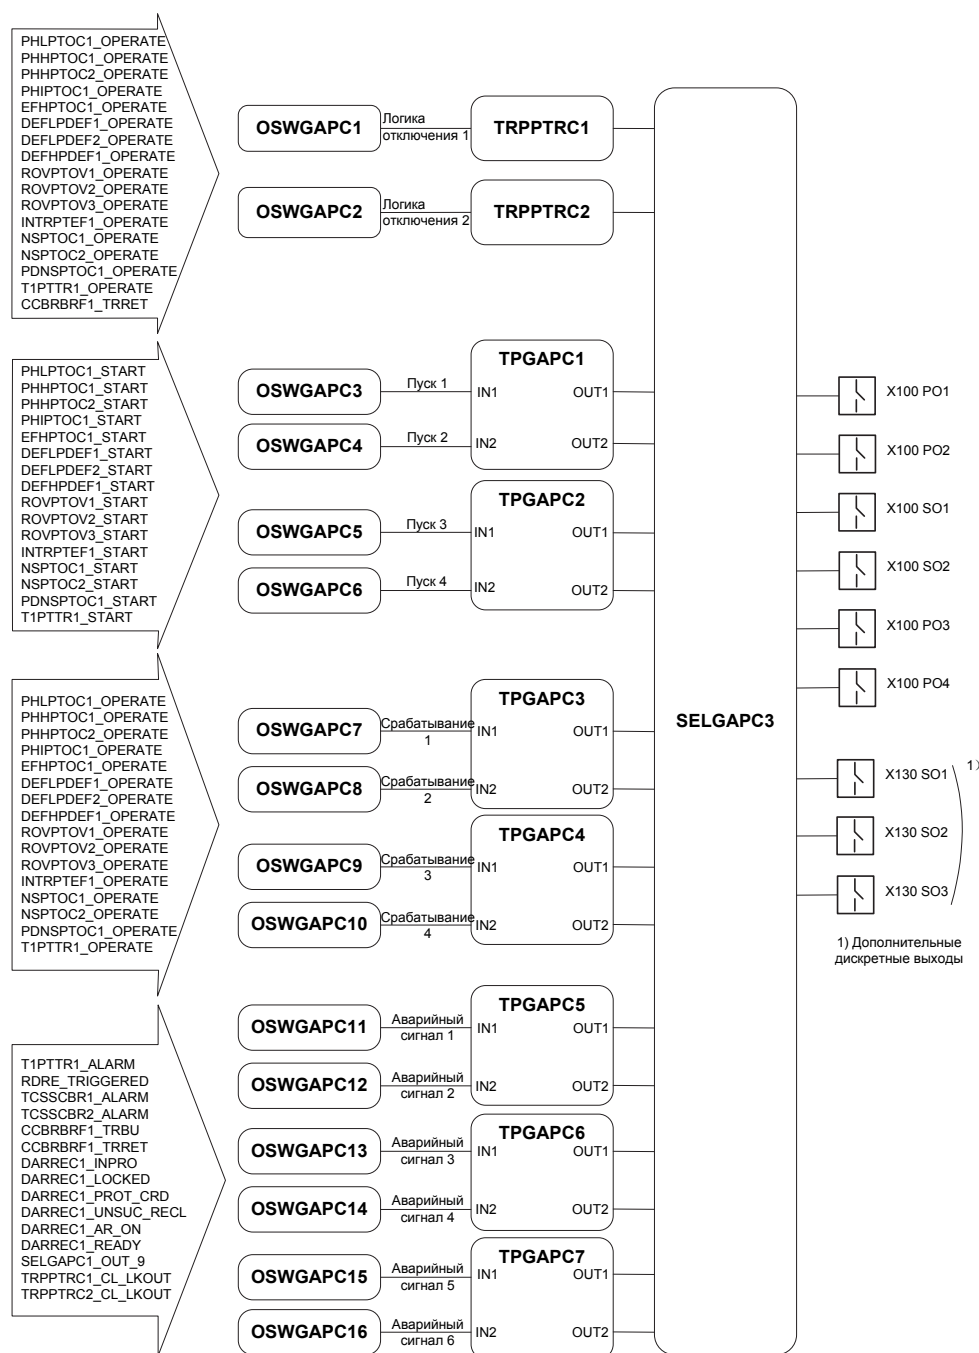 PHLPTOC1_OPERATE
PHHPTOC1_OPERATE
PHHPTOC2_OPERATE
PHIPTOC1_OPERATE
EFHPTOC1_OPERATE
DEFLPDEF1_OPERATE
DEFLPDEF2_OPERATE
DEFHPDEF1_OPERATE
ROVPTOV1_OPERATE
ROVPTOV2_OPERATE
ROVPTOV3_OPERATE
INTRPTEF1_OPERATE
NSPTOC1_OPERATE
NSPTOC2_OPERATE
PDNSPTOC1_OPERATE
T1PTTR1_OPERATE
CCBRBRF1_TRRET
OSWGAPC1
Логика
отключения 1
TRPPTRC1
OSWGAPC2
Логика
отключения 2
TRPPTRC2
PHLPTOC1_START
PHHPTOC1_START
PHHPTOC2_START
PHIPTOC1_START
EFHPTOC1_START
DEFLPDEF1_START
DEFLPDEF2_START
DEFHPDEF1_START
ROVPTOV1_START
ROVPTOV2_START
ROVPTOV3_START
INTRPTEF1_START
NSPTOC1_START
NSPTOC2_START
PDNSPTOC1_START
T1PTTR1_START
OSWGAPC3
Пуск 1
OSWGAPC4
Пуск 2
TPGAPC1
IN1
OUT1
IN2
OUT2
OSWGAPC5
Пуск 3
OSWGAPC6
Пуск 4
TPGAPC2
IN1
OUT1
IN2
OUT2
PHLPTOC1_OPERATE
PHHPTOC1_OPERATE
PHHPTOC2_OPERATE
PHIPTOC1_OPERATE
EFHPTOC1_OPERATE
DEFLPDEF1_OPERATE
DEFLPDEF2_OPERATE
DEFHPDEF1_OPERATE
ROVPTOV1_OPERATE
ROVPTOV2_OPERATE
ROVPTOV3_OPERATE
INTRPTEF1_OPERATE
NSPTOC1_OPERATE
NSPTOC2_OPERATE
PDNSPTOC1_OPERATE
T1PTTR1_OPERATE
OSWGAPC7
Срабатывание
1
OSWGAPC8
Срабатывание
2
TPGAPC3
IN1
OUT1
IN2
OUT2
OSWGAPC9
Срабатывание
3
OSWGAPC10
Срабатывание
4
TPGAPC4
IN1
OUT1
IN2
OUT2
T1PTTR1_ALARM
RDRE_TRIGGERED
TCSSCBR1_ALARM
TCSSCBR2_ALARM
CCBRBRF1_TRBU
CCBRBRF1_TRRET
DARREC1_INPRO
DARREC1_LOCKED
DARREC1_PROT_CRD
DARREC1_UNSUC_RECL
DARREC1_AR_ON
DARREC1_READY
SELGAPC1_OUT_9
TRPPTRC1_CL_LKOUT
TRPPTRC2_CL_LKOUT
OSWGAPC11
Аварийный
сигнал 1
OSWGAPC12
Аварийный
сигнал 2
TPGAPC5
IN1
OUT1
IN2
OUT2
OSWGAPC13
Аварийный
сигнал 3
OSWGAPC14
Аварийный
сигнал 4
TPGAPC6
IN1
OUT1
IN2
OUT2
OSWGAPC15
Аварийный
сигнал 5
OSWGAPC16
Аварийный
сигнал 6
TPGAPC7
IN1
OUT1
IN2
OUT2
SELGAPC3
X100 PO1
X100 PO2
X100 SO1
X100 SO2
X100 PO3
X100 PO4
X130 SO1
1)
X130 SO2
X130 SO3
1) Дополнительные
дискретные выходы